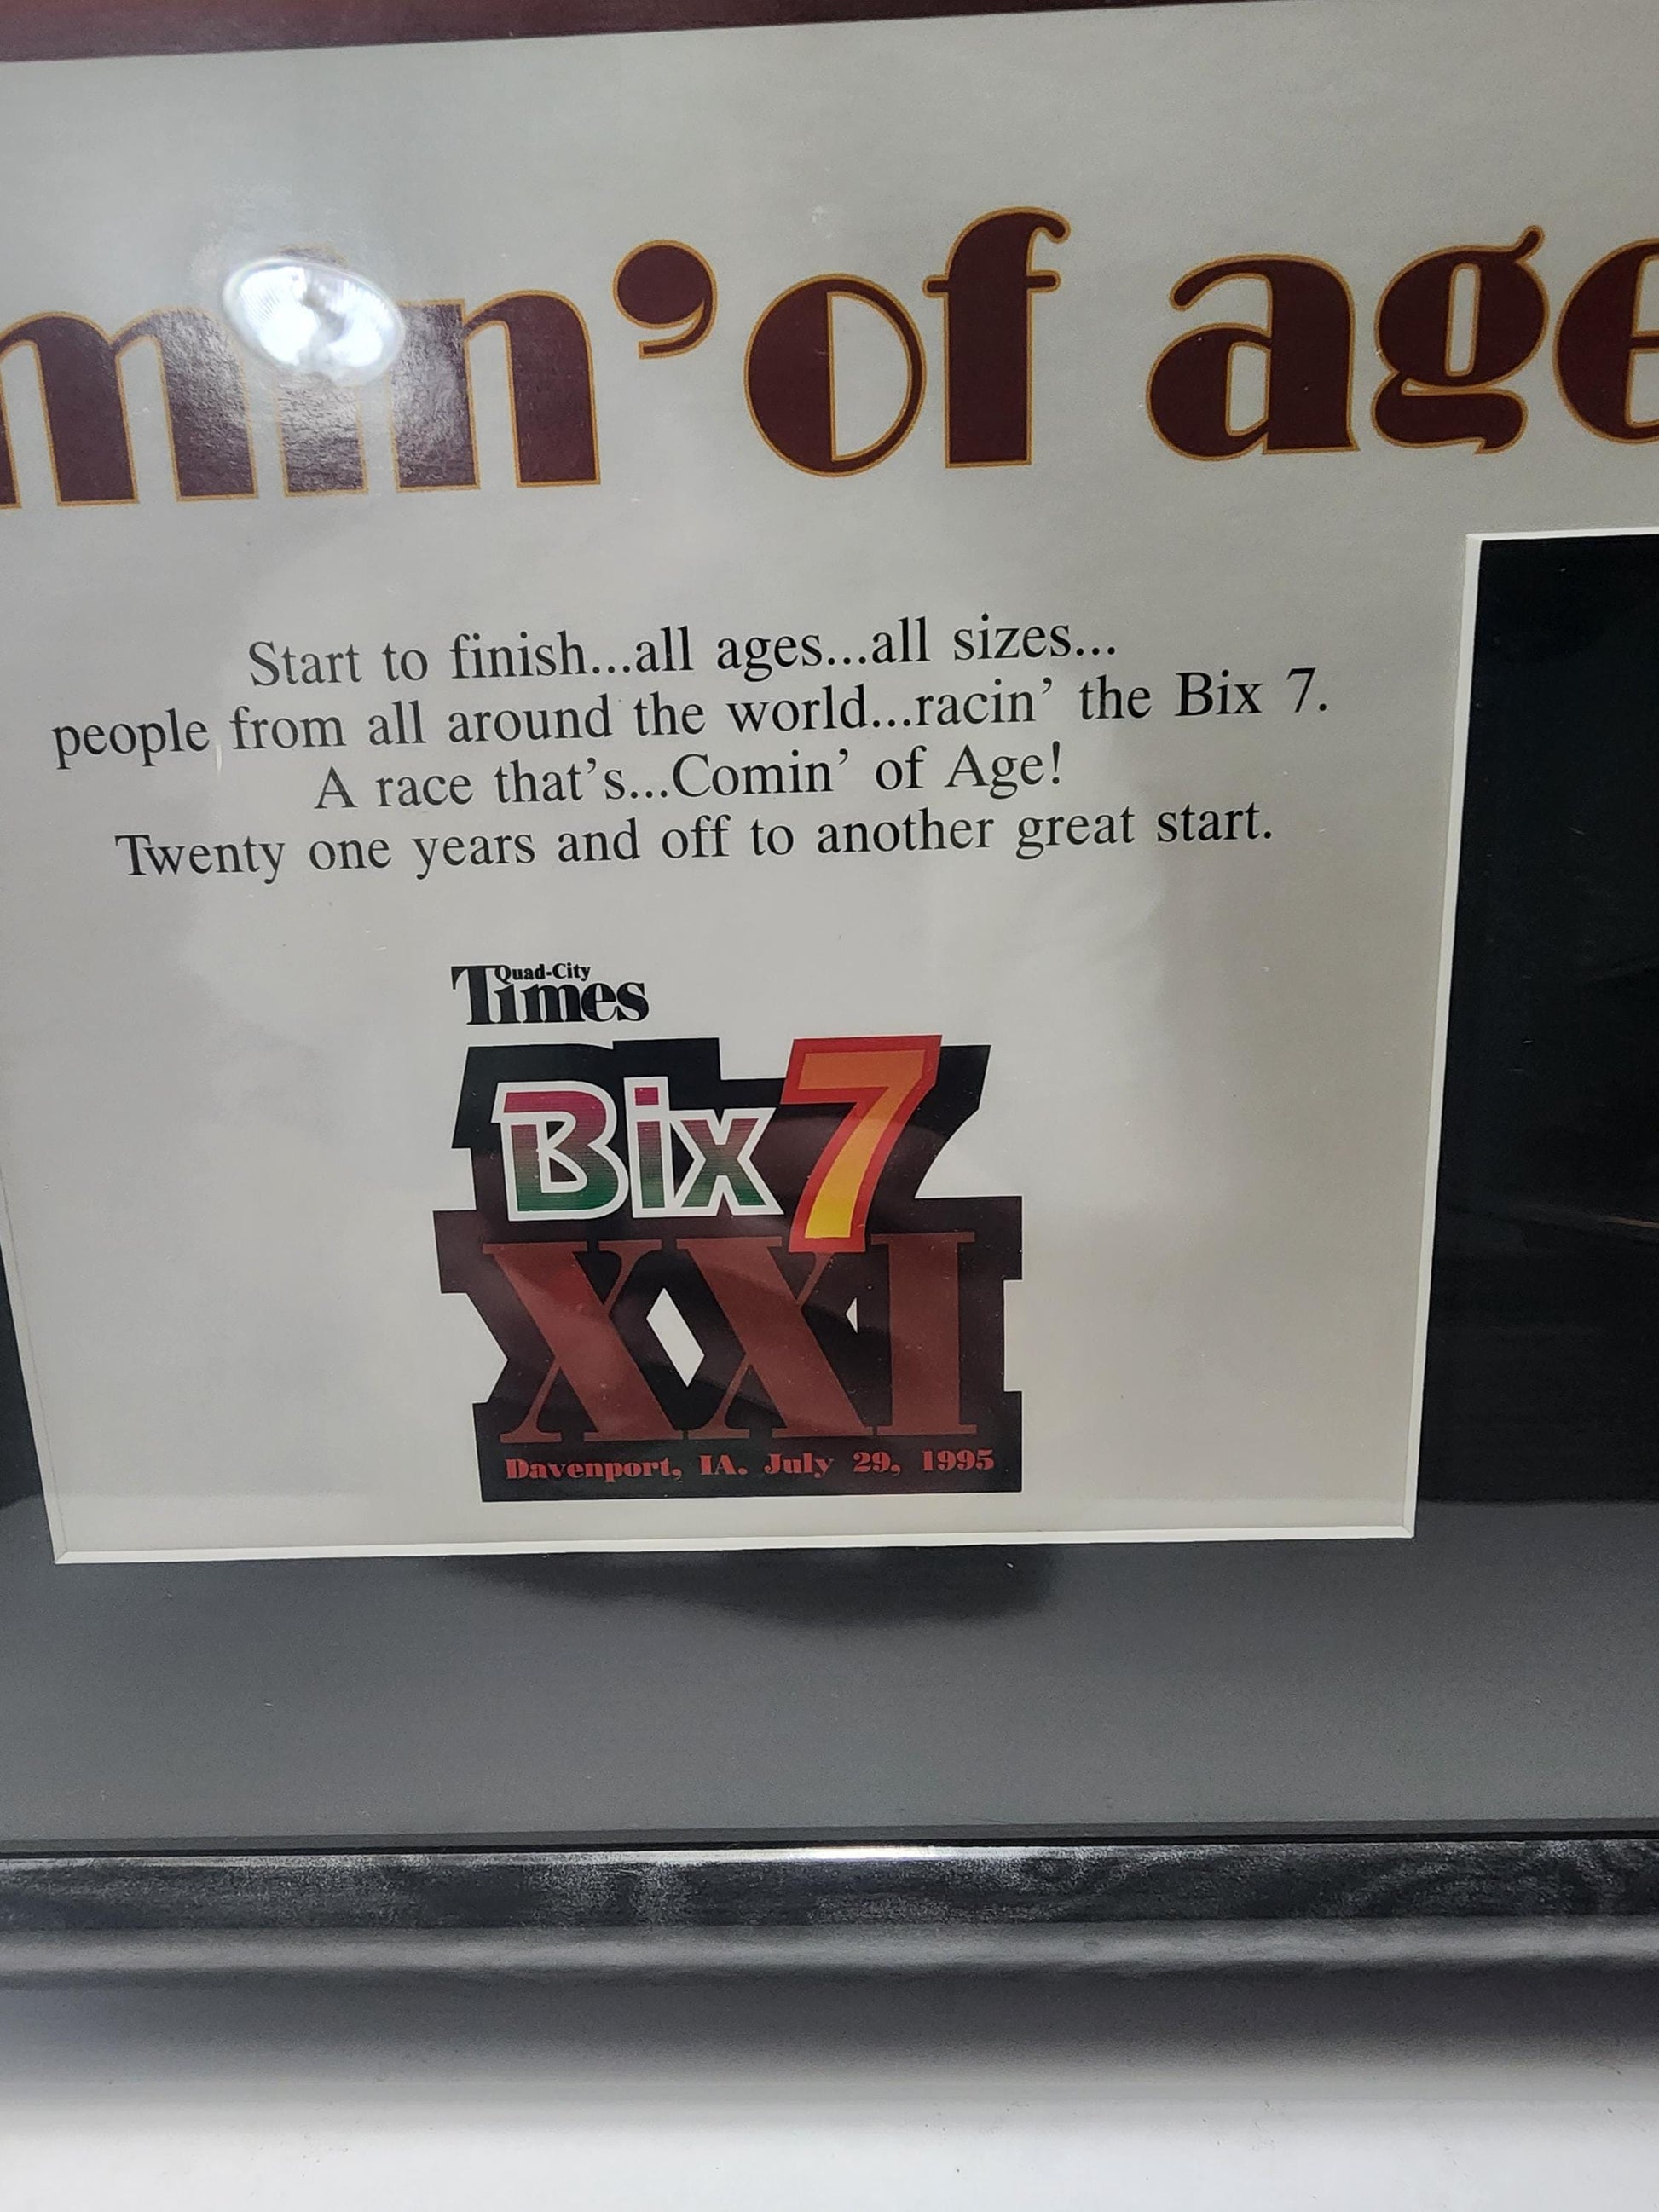 min’ of age
Start to finish...all ages...all sizes...
people from all around the world...racin’ the Bix 7.
A race that’s...Comin’ of Age!
Twenty one years and off to another great start.
Quad-City
Times
Bix 7
XXI
Davenport, IA. July 29, 1995